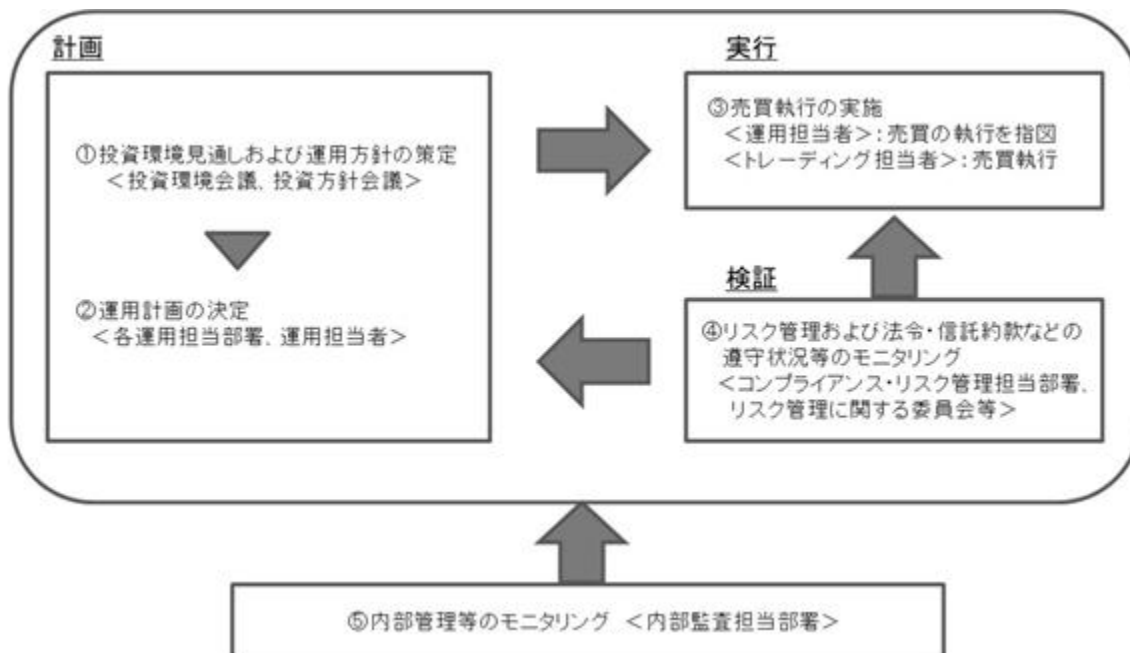 計画
①投資環境見通しおよび運用方針の策定
<投資環境会議、投資方針会議>
②運用計画の決定
<各運用担当部署、運用担当者>
実行
③売買執行の実施
<運用担当者>:売買の執行を指図
<トレーディング担当者>:売買執行
検証
④リスク管理および法令・信託約款などの
遵守状況等のモニタリング
<コンプライアンス・リスク管理担当部署、
リスク管理に関する委員会等>
⑤内部管理等のモニタリング <内部監査担当部署>